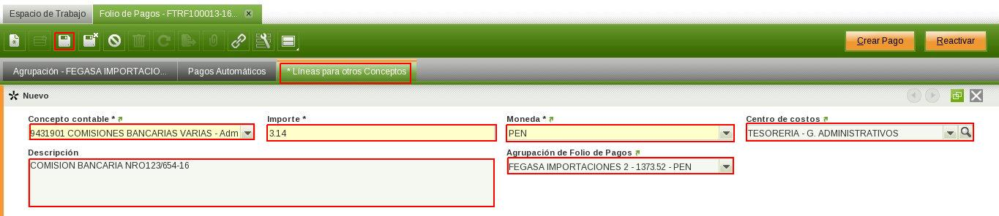 Espacio de Trabajo
Folio de Pagos - FTRF100013-16...
Crear Pago
Reactivar
Agrupación - FEGASA IMPORTACIO...
Pagos Automáticos
* Líneas para otros Conceptos
Nuevo
Concepto contable *
Importe *
Moneda *
Centro de costos
9431901 COMISIONES BANCARIAS VARIAS - Adm
3.14
PEN
TESORERIA - G. ADMINISTRATIVOS
Descripción
Agrupación de Folio de Pagos
COMISION BANCARIA NRO123/654-16
FEGASA IMPORTACIONES 2 - 1373.52 - PEN